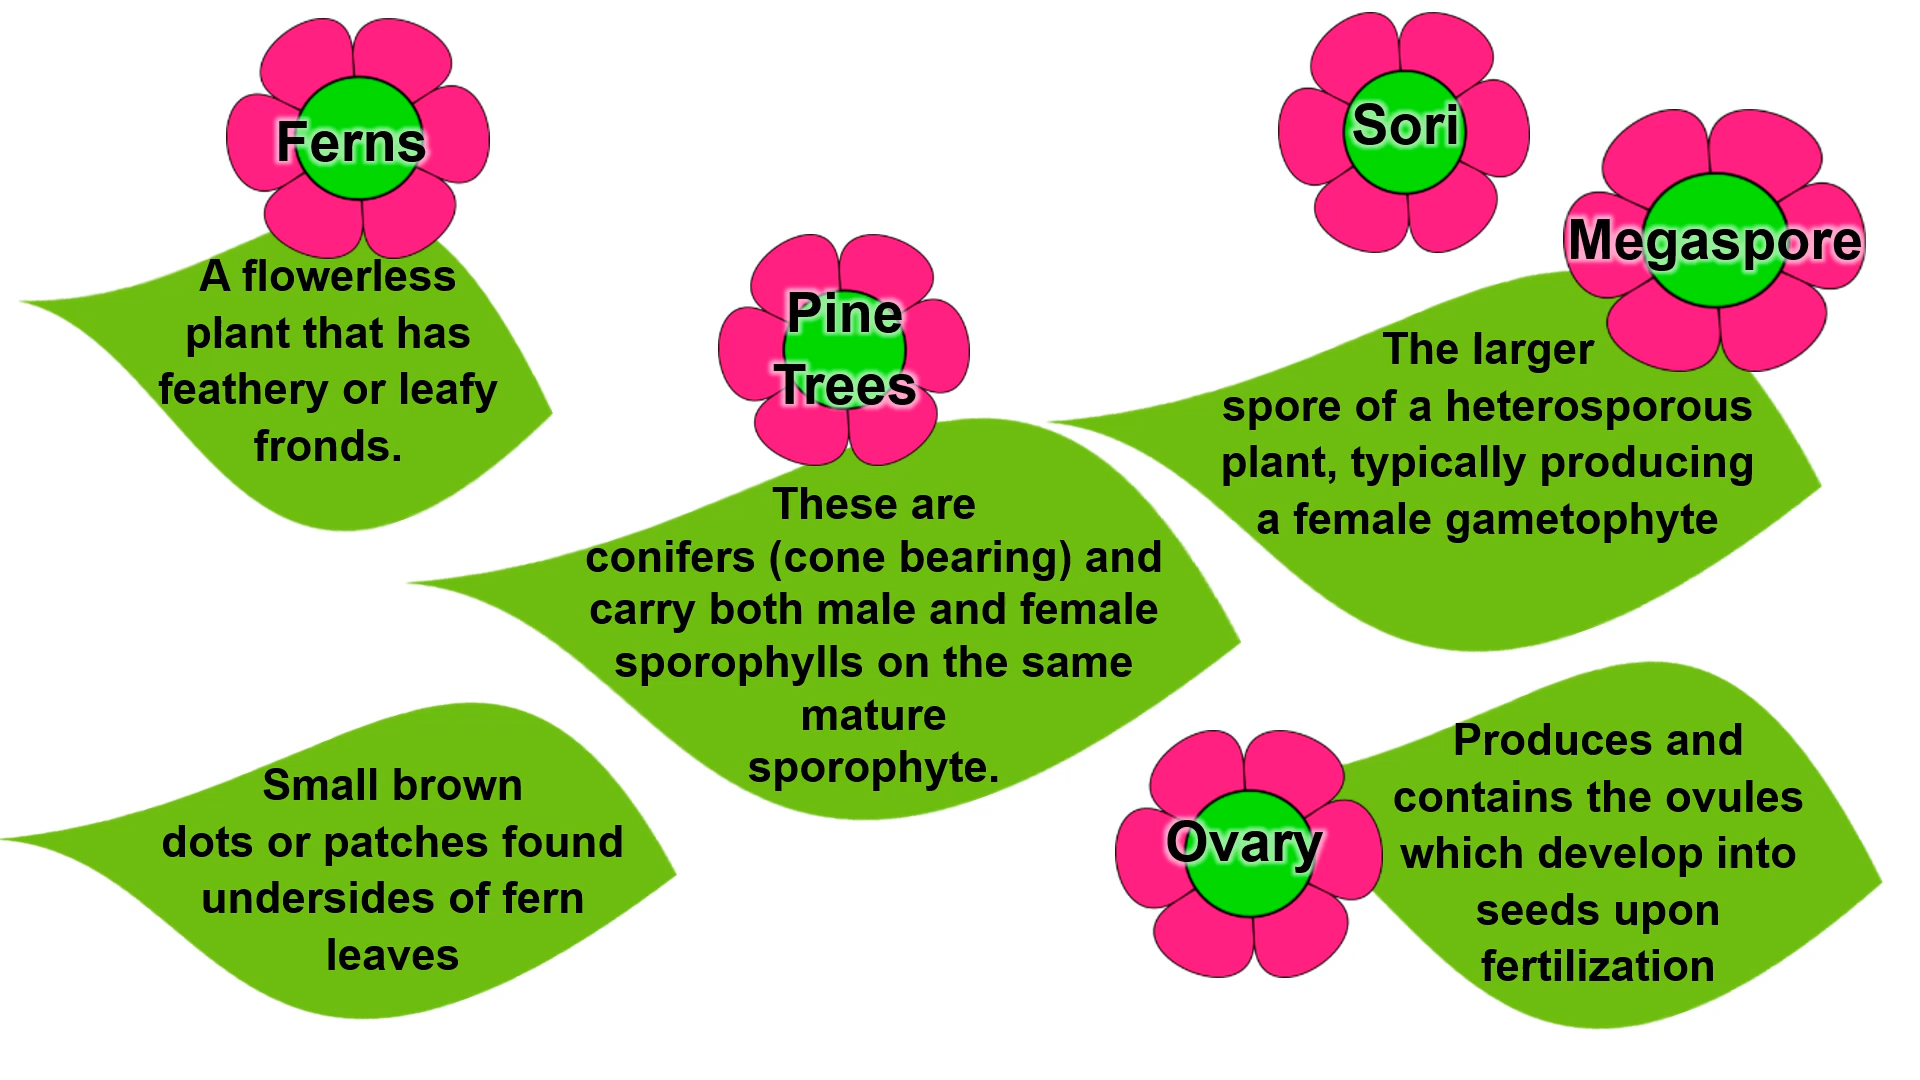 Ferns
A flowerless
plant that has
feathery or leafy
fronds.
Pine
Trees
These are
conifers (cone bearing) and
carry both male and female
sporophylls on the same
mature
sporophyte.
Sori
Megaspore
The larger
spore of a heterosporous
plant, typically producing
a female gametophyte
Small brown
dots or patches found
undersides of fern
leaves
Ovary
Produces and
contains the ovules
which develop into
seeds upon
fertilization